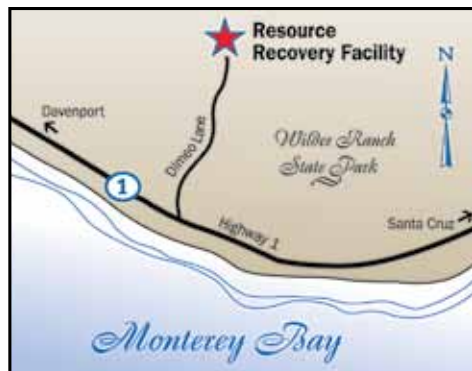 Resource
Recovery Facility
N
Davenport
Dimeo Lane
Wilder Ranch
State Park
1
Highway 1
Santa Cruz
Monterey Bay